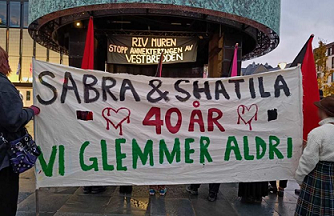 RIV MUREN
STOPP ANNEKTERINGEN AV
VESTBREDDEN
SABRA & SHATILA
40 ÅR
VI GLEMMER ALDRI